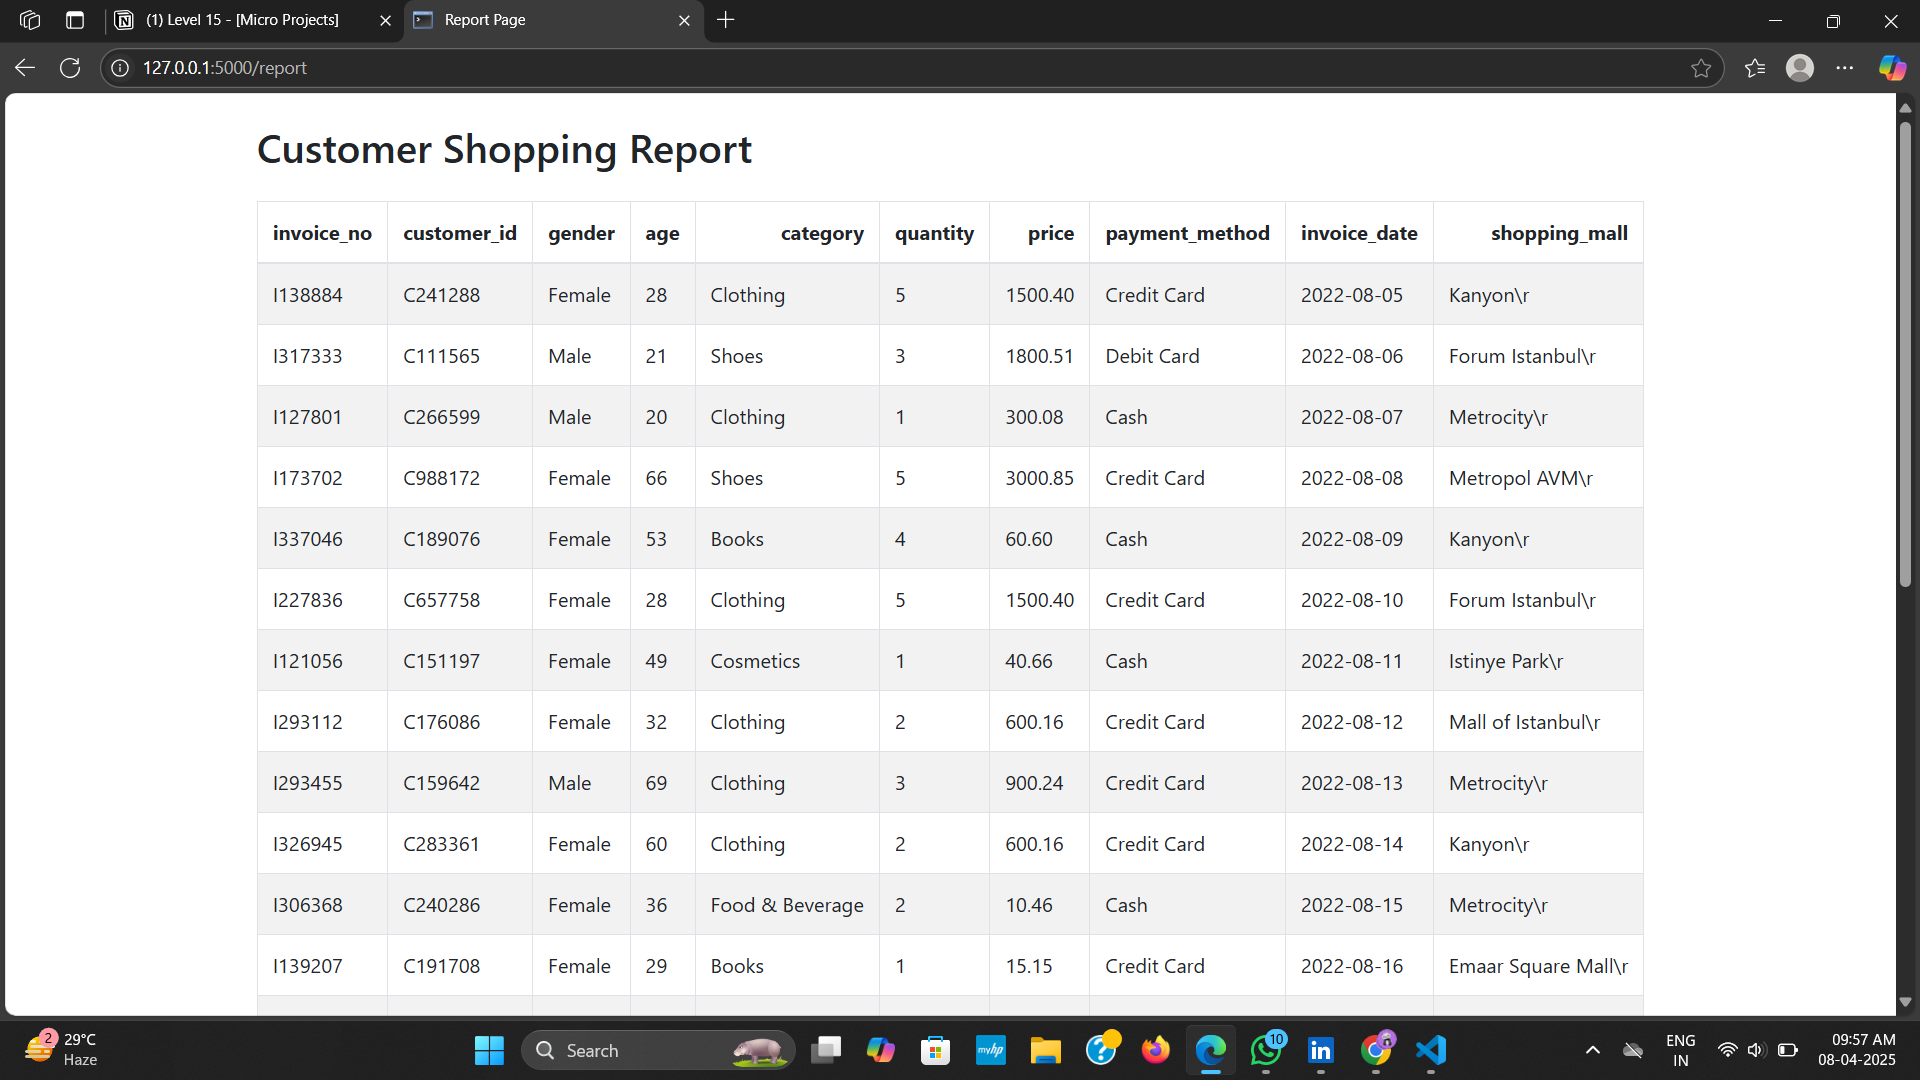 (1) Level 15 - [Micro Projects]
Report Page
127.0.0.1:5000/report
Customer Shopping Report
invoice_no customer_id gender age category quantity price payment_method invoice_date shopping_mall
I138884 C241288 Female 28 Clothing 5 1500.40 Credit Card 2022-08-05 Kanyon\r
I317333 C111565 Male 21 Shoes 3 1800.51 Debit Card 2022-08-06 Forum Istanbul\r
I127801 C266599 Male 20 Clothing 1 300.08 Cash 2022-08-07 Metrocity\r
I173702 C988172 Female 66 Shoes 5 3000.85 Credit Card 2022-08-08 Metropol AVM\r
I337046 C189076 Female 53 Books 4 60.60 Cash 2022-08-09 Kanyon\r
I227836 C657758 Female 28 Clothing 5 1500.40 Credit Card 2022-08-10 Forum Istanbul\r
I121056 C151197 Female 49 Cosmetics 1 40.66 Cash 2022-08-11 Istinye Park\r
I293112 C176086 Female 32 Clothing 2 600.16 Credit Card 2022-08-12 Mall of Istanbul\r
I293455 C159642 Male 69 Clothing 3 900.24 Credit Card 2022-08-13 Metrocity\r
I326945 C283361 Female 60 Clothing 2 600.16 Credit Card 2022-08-14 Kanyon\r
I306368 C240286 Female 36 Food & Beverage 2 10.46 Cash 2022-08-15 Metrocity\r
I139207 C191708 Female 29 Books 1 15.15 Credit Card 2022-08-16 Emaar Square Mall\r
2
29°C
Haze
Search
myhp
10
ENG
IN
09:57 AM
08-04-2025